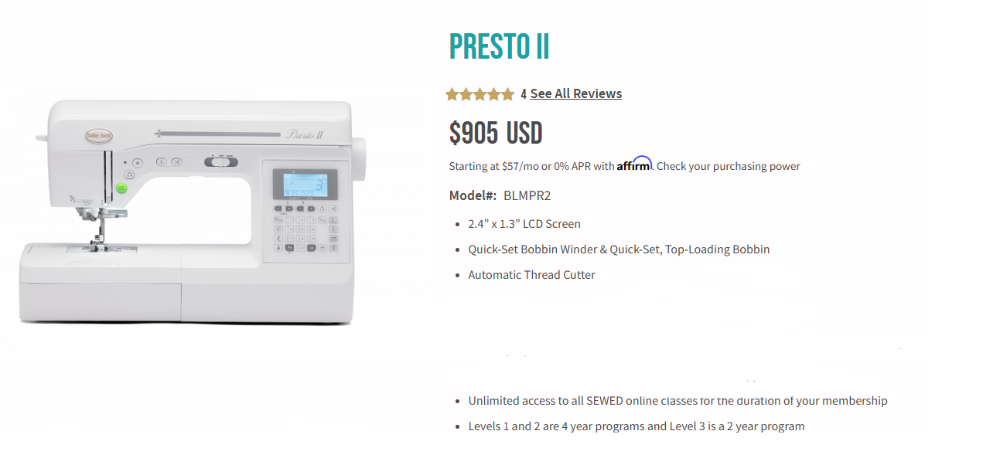 PRESTO II
4 See All Reviews
$905 USD
Starting at $57/mo or 0% APR with affirm. Check your purchasing power
Model#: BLMPR2
• 2.4” x 1.3” LCD Screen
• Quick-Set Bobbin Winder & Quick-Set, Top-Loading Bobbin
• Automatic Thread Cutter
baby lock
Presto II
3
• Unlimited access to all SEWED online classes for the duration of your membership
• Levels 1 and 2 are 4 year programs and Level 3 is a 2 year program